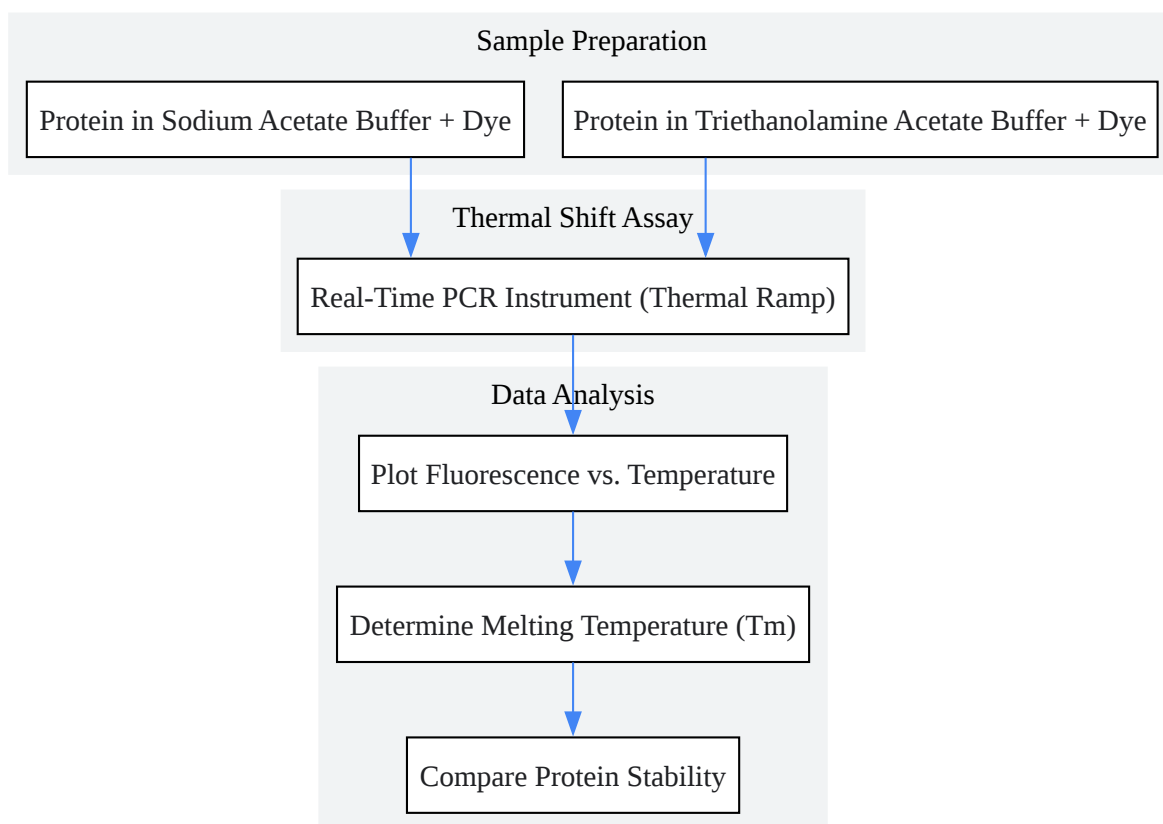 Sample Preparation
Protein in Sodium Acetate Buffer + Dye
Protein in Triethanolamine Acetate Buffer + Dye
Thermal Shift Assay
Real-Time PCR Instrument (Thermal Ramp)
Data Analysis
Plot Fluorescence vs. Temperature
Determine Melting Temperature (Tm)
Compare Protein Stability